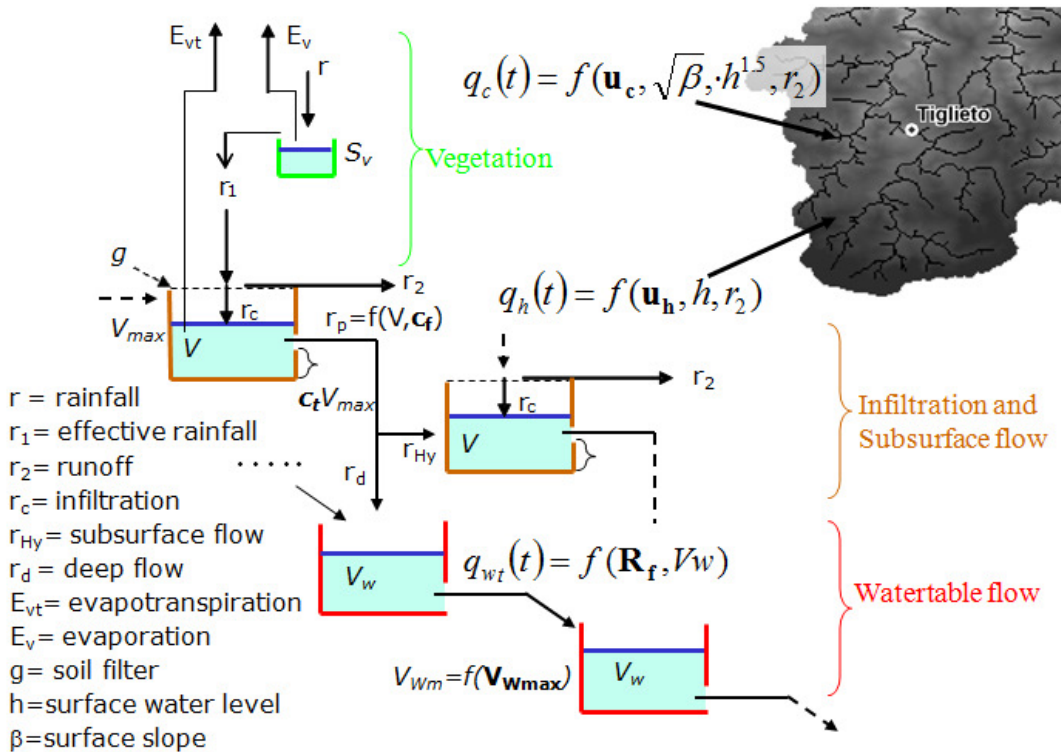 E_vt
E_v
r
S_v
Vegetation
q_c(t) = f(u_c, √β, ·h^1.5, r_2)
Tiglieto
r_1
g
r_2
V_max
r_c
V
r_p=f(V,c_f)
c_tV_max
q_h(t) = f(u_h, h, r_2)
r_2
r_c
V
r_Hy
r_d
Infiltration and
Subsurface flow
r = rainfall
r_1= effective rainfall
r_2= runoff
r_c= infiltration
r_Hy= subsurface flow
r_d = deep flow
E_vt= evapotranspiration
E_v= evaporation
g= soil filter
h=surface water level
β=surface slope
V_w
q_wt(t) = f(R_f, Vw)
Watertable flow
V_Wm=f(V_Wmax)
V_w